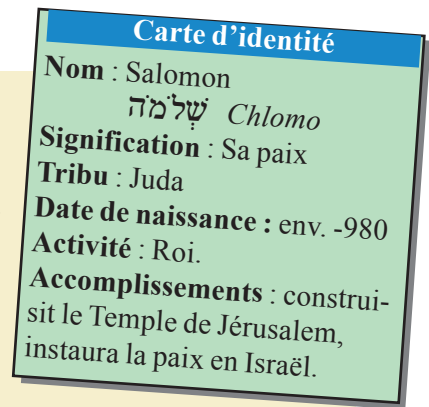 Carte d’identité
Nom : Salomon
שְׁלֹמֹה Chlomo
Signification : Sa paix
Tribu : Juda
Date de naissance : env. -980
Activité : Roi.
Accomplissements : construi-
sit le Temple de Jérusalem,
instaura la paix en Israël.